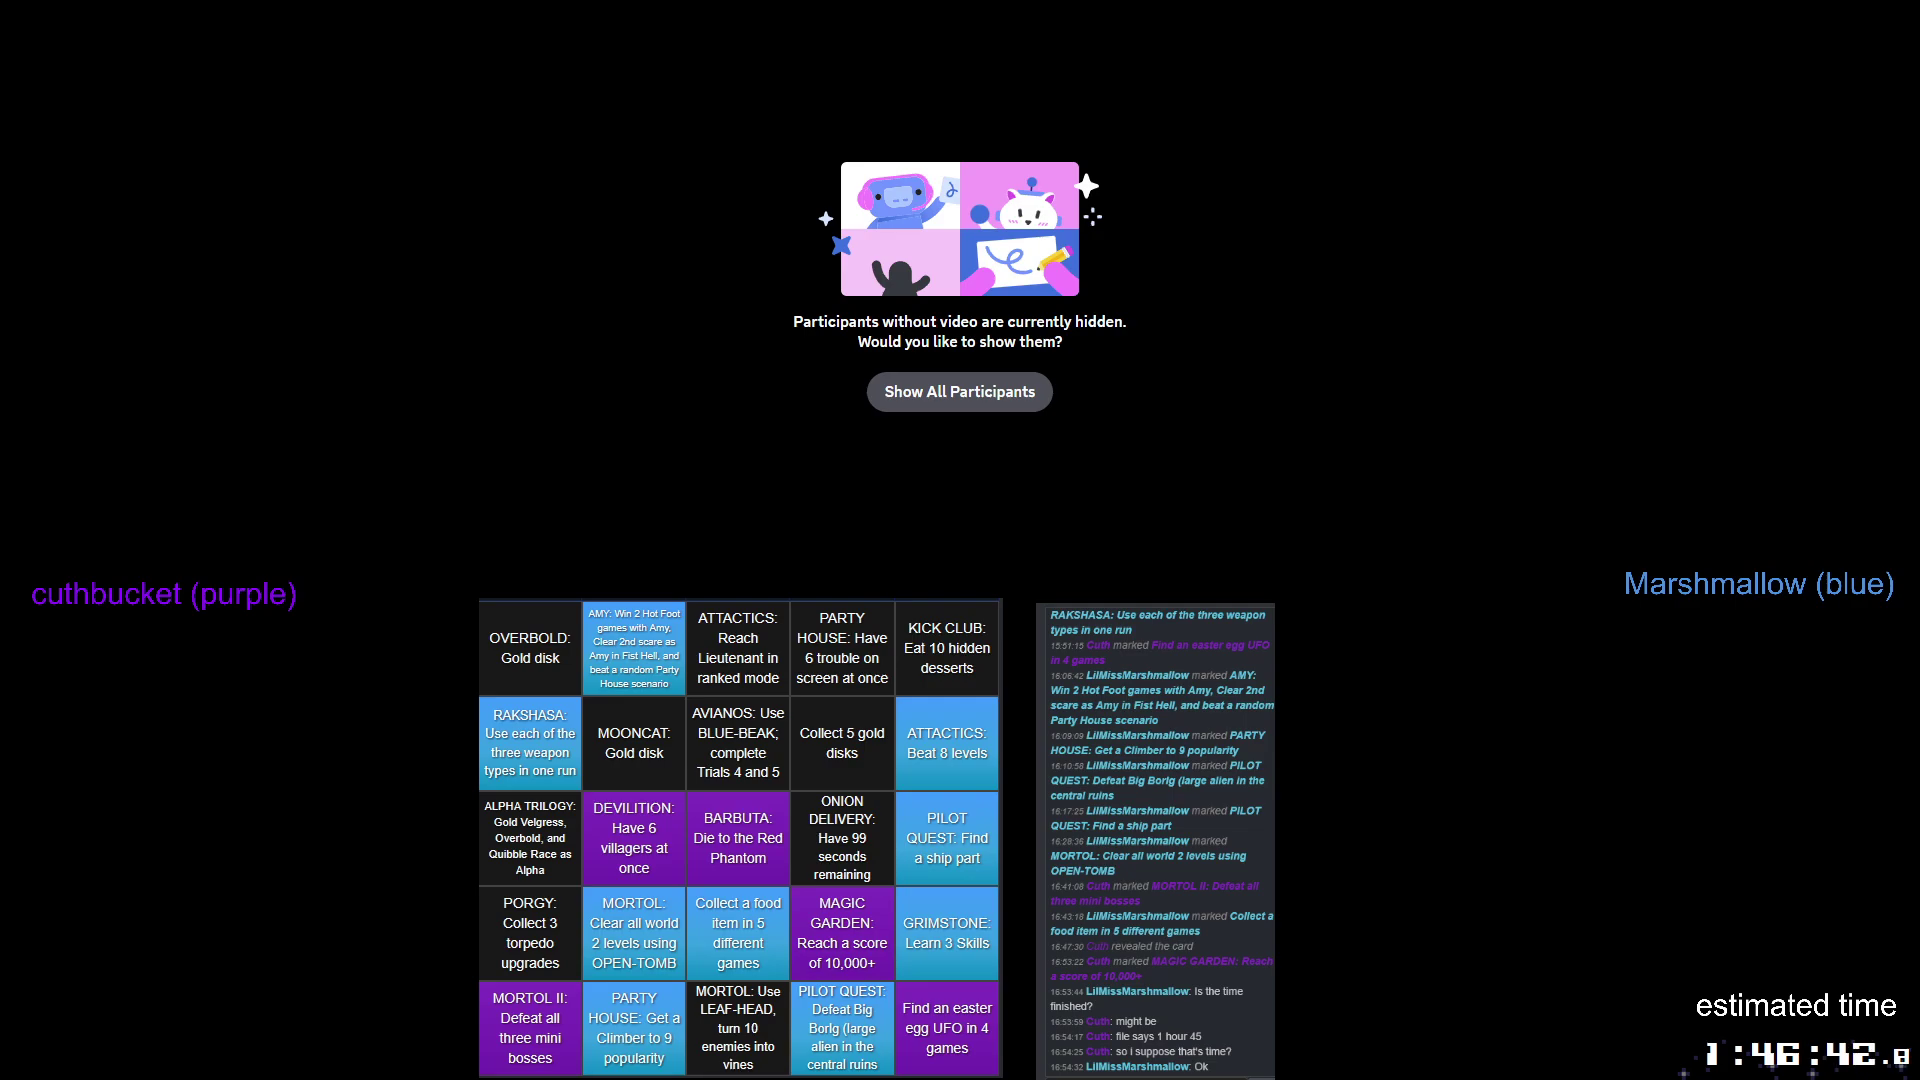 Participants without video are currently hidden.
Would you like to show them?
Show All Participants
cuthbucket (purple)
Marshmallow (blue)
OVERBOLD:
Gold disk
AMY: Win 2 Hot Foot
games with Amy,
Clear 2nd scare as
Amy in Fist Hell, and
beat a random Party
House scenario
ATTACTICS:
Reach
Lieutenant in
ranked mode
PARTY
HOUSE: Have
6 trouble on
screen at once
KICK CLUB:
Eat 10 hidden
desserts
RAKSHASA:
Use each of the
three weapon
types in one run
MOONCAT:
Gold disk
AVIANOS: Use
BLUE-BEAK;
complete
Trials 4 and 5
Collect 5 gold
disks
ATTACTICS:
Beat 8 levels
ALPHA TRILOGY:
Gold Velgress,
Overbold, and
Quibble Race as
Alpha
DEVILITION:
Have 6
villagers at
once
BARBUTA:
Die to the Red
Phantom
ONION
DELIVERY:
Have 99
seconds
remaining
PILOT
QUEST: Find
a ship part
PORGY:
Collect 3
torpedo
upgrades
MORTOL:
Clear all world
2 levels using
OPEN-TOMB
Collect a food
item in 5
different
games
MAGIC
GARDEN:
Reach a score
of 10,000+
GRIMSTONE:
Learn 3 Skills
MORTOL II:
Defeat all
three mini
bosses
PARTY
HOUSE: Get a
Climber to 9
popularity
MORTOL: Use
LEAF-HEAD,
turn 10
enemies into
vines
PILOT QUEST:
Defeat Big
Borlg (large
alien in the
central ruins
Find an easter
egg UFO in 4
games
RAKSHASA: Use each of the three weapon
types in one run
15:51:15 Cuth marked Find an easter egg UFO
in 4 games
16:06:42 LilMissMarshmallow marked AMY:
Win 2 Hot Foot games with Amy, Clear 2nd
scare as Amy in Fist Hell, and beat a random
Party House scenario
16:09:09 LilMissMarshmallow marked PARTY
HOUSE: Get a Climber to 9 popularity
16:10:58 LilMissMarshmallow marked PILOT
QUEST: Defeat Big Borlg (large alien in the
central ruins
16:17:25 LilMissMarshmallow marked PILOT
QUEST: Find a ship part
16:28:36 LilMissMarshmallow marked
MORTOL: Clear all world 2 levels using
OPEN-TOMB
16:41:08 Cuth marked MORTOL II: Defeat all
three mini bosses
16:43:18 LilMissMarshmallow marked Collect a
food item in 5 different games
16:47:30 Cuth revealed the card
16:53:22 Cuth marked MAGIC GARDEN: Reach
a score of 10,000+
16:53:44 LilMissMarshmallow: Is the time
finished?
16:53:59 Cuth: might be
16:54:17 Cuth: file says 1 hour 45
16:54:25 Cuth: so i suppose that's time?
16:54:32 LilMissMarshmallow: Ok
estimated time
1:46:42.8